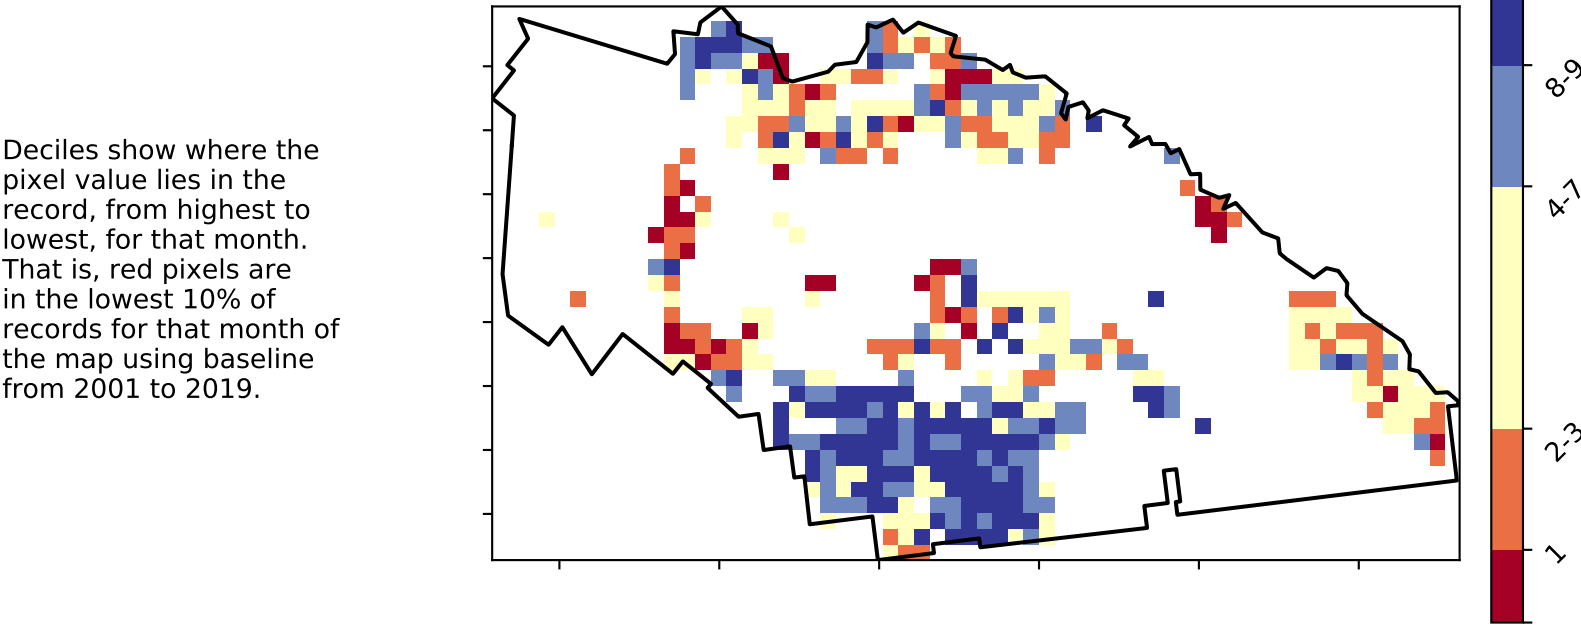 Deciles show where the
pixel value lies in the
record, from highest to
lowest, for that month.
That is, red pixels are
in the lowest 10% of
records for that month of
the map using baseline
from 2001 to 2019.
8-9
4-7
2-3
1